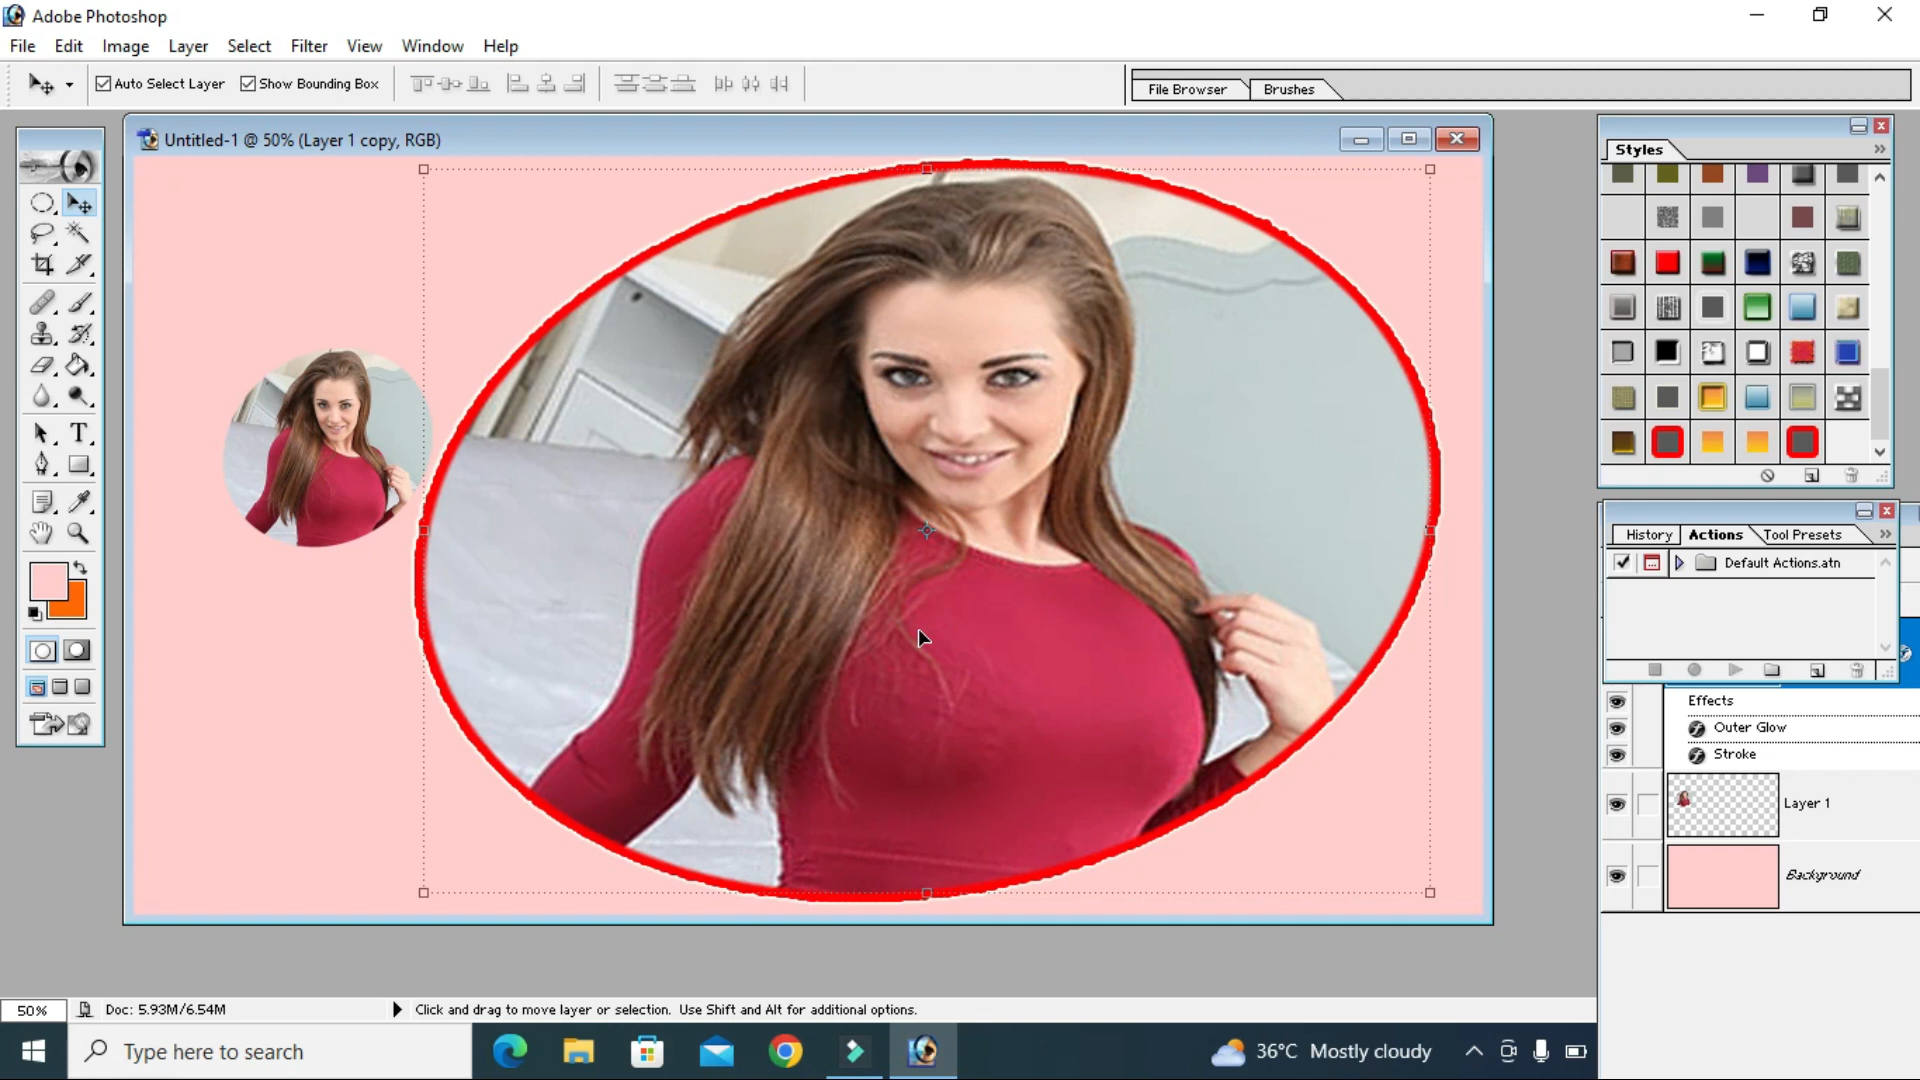 Adobe Photoshop
File Edit Image Layer Select Filter View Window Help
Auto Select Layer Show Bounding Box File Browser Brushes
Untitled-1 @ 50% (Layer 1 copy, RGB)
Styles
T
History Actions Tool Presets
Default Actions.atn
Effects
Outer Glow
Stroke
Layer 1
Background
50% Doc: 5.93M/6.54M Click and drag to move layer or selection. Use Shift and Alt for additional options.
Type here to search 36°C Mostly cloudy